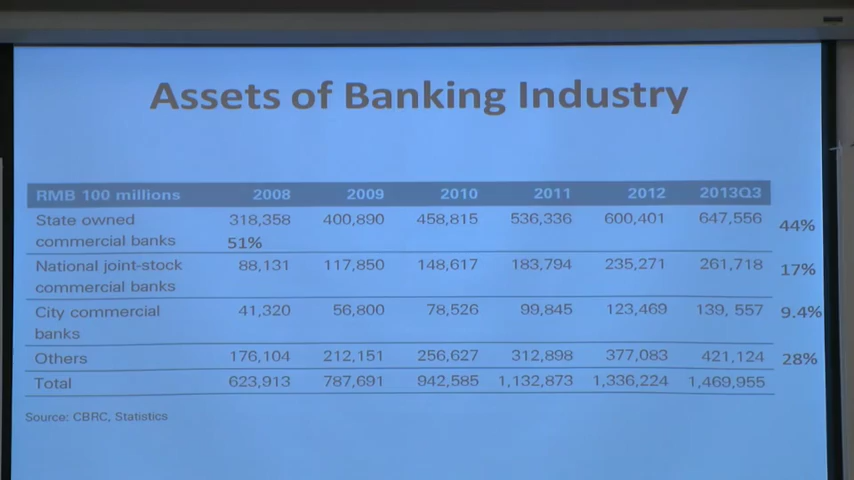 Assets of Banking Industry
RMB 100 millions 2008 2009 2010 2011 2012 2013Q3
State owned 318,358 400,890 458,815 536,336 600,401 647,556 44%
commercial banks 51%
National joint-stock 88,131 117,850 148,617 183,794 235,271 261,718 17%
commercial banks
City commercial 41,320 56,800 78,526 99,845 123,469 139, 557 9.4%
banks
Others 176,104 212,151 256,627 312,898 377,083 421,124 28%
Total 623,913 787,691 942,585 1,132,873 1,336,224 1,469,955
Source: CBRC, Statistics